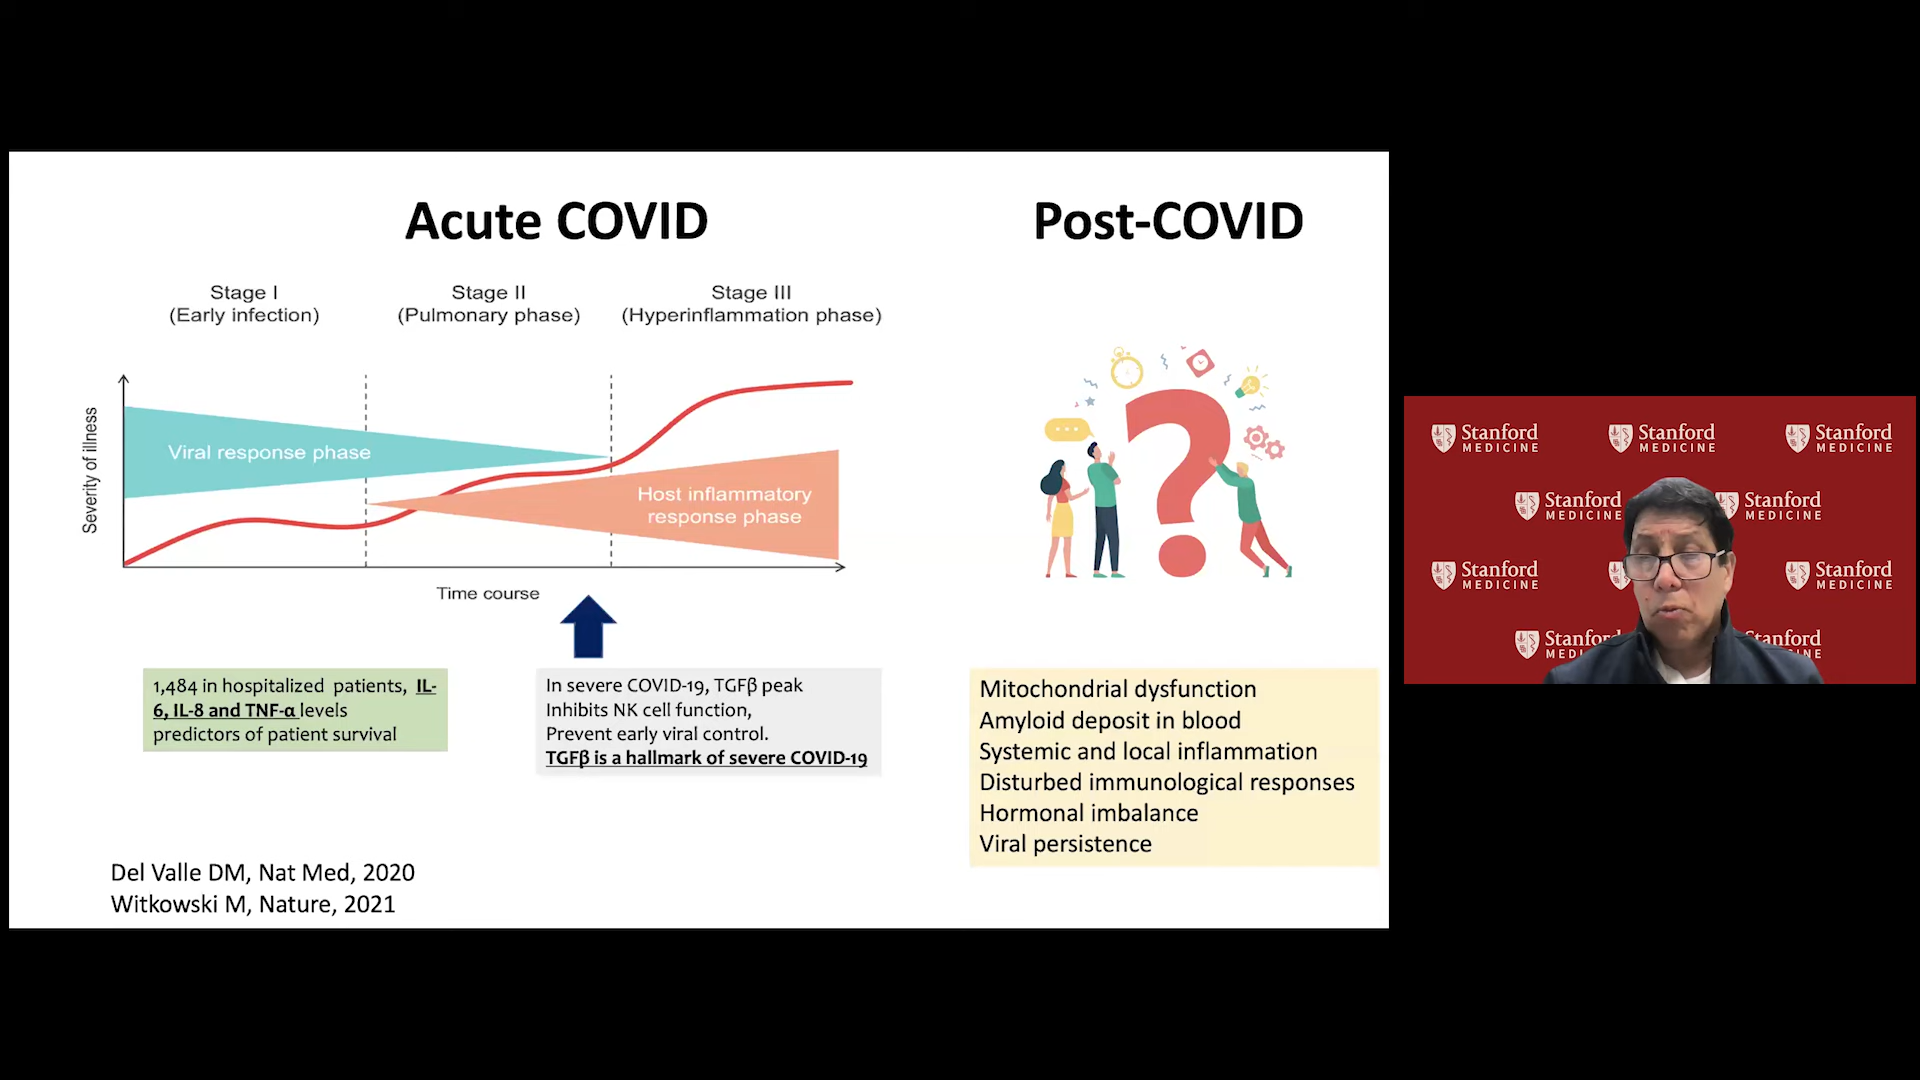 Acute COVID
Post-COVID
Stage I
(Early infection)
Stage II
(Pulmonary phase)
Stage III
(Hyperinflammation phase)
Severity of illness
Viral response phase
Host inflammatory
response phase
Time course
1,484 in hospitalized patients, IL-
6, IL-8 and TNF-α levels
predictors of patient survival
In severe COVID-19, TGFβ peak
Inhibits NK cell function,
Prevent early viral control.
TGFβ is a hallmark of severe COVID-19
Mitochondrial dysfunction
Amyloid deposit in blood
Systemic and local inflammation
Disturbed immunological responses
Hormonal imbalance
Viral persistence
Del Valle DM, Nat Med, 2020
Witkowski M, Nature, 2021
Stanford
MEDICINE
Stanford
MEDICINE
Stanford
MEDICINE
Stanford
MEDICINE
Stanford
MEDICINE
Stanford
MEDICINE
Stanford
MEDICINE
Stanfor
MEDI
tanford
DICINE